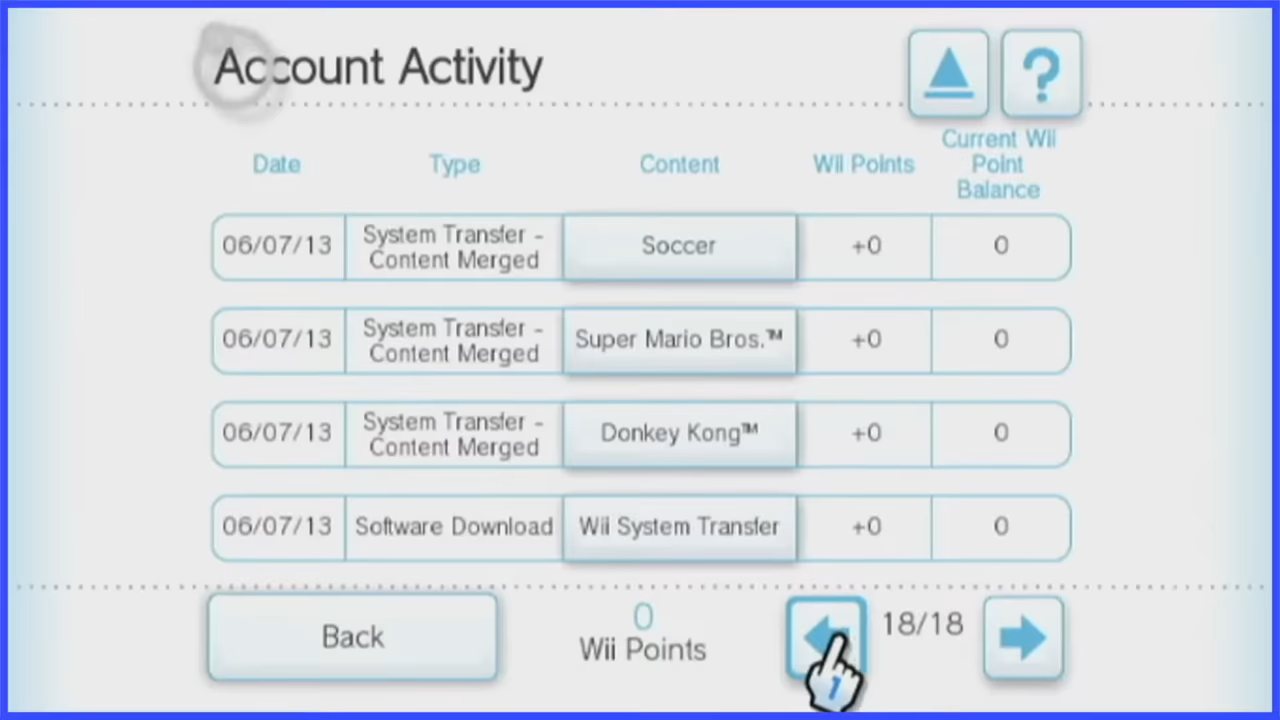 Account Activity
?
Date
Type
Content
Wii Points
Current Wii
Point
Balance
06/07/13
System Transfer -
Content Merged
Soccer
+0
0
06/07/13
System Transfer -
Content Merged
Super Mario Bros.™
+0
0
06/07/13
System Transfer -
Content Merged
Donkey Kong™
+0
0
06/07/13
Software Download
Wii System Transfer
+0
0
Back
0
Wii Points
18/18
1